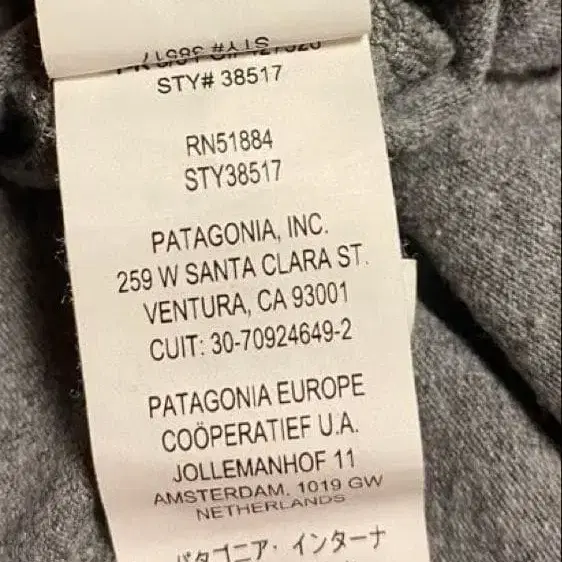 STY# 38517
RN51884
STY38517
PATAGONIA, INC.
259 W SANTA CLARA ST.
VENTURA, CA 93001
CUIT: 30-70924649-2
PATAGONIA EUROPE
COÖPERATIEF U.A.
JOLLEMANHOF 11
AMSTERDAM, 1019 GW
NETHERLANDS
パタゴニア・インターナ